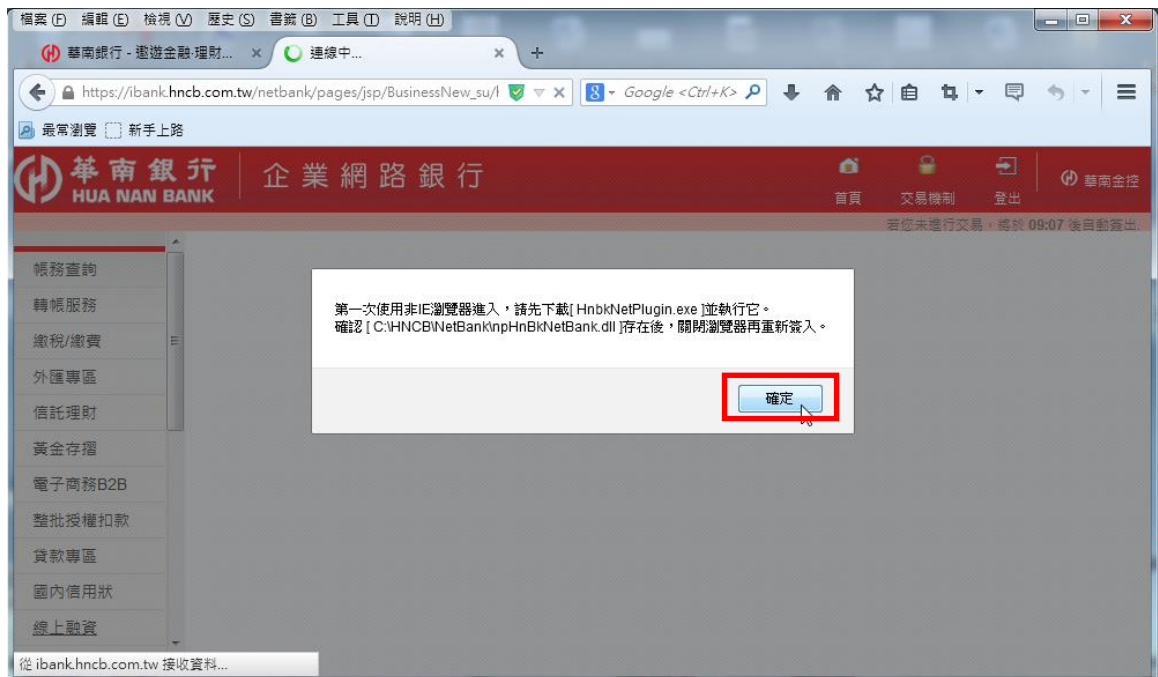 檔案(F) 編輯(E) 檢視(V) 歷史(S) 書籤(B) 工具(T) 說明(H)
華南銀行 - 遨遊金融‧理財... × 連線中... × +
https://ibank.hncb.com.tw/netbank/pages/jsp/BusinessNew_su/ Google <Ctrl+K>
最常瀏覽 新手上路
華南銀行
HUA NAN BANK
企業網路銀行
首頁 交易機制 登出 華南金控
若您未進行交易,將於 09:07 後自動簽出.
帳務查詢
轉帳服務
繳稅/繳費
外匯專區
信託理財
黃金存摺
電子商務B2B
整批授權扣款
貸款專區
國內信用狀
線上融資
第一次使用非IE瀏覽器進入,請先下載[ HnbkNetPlugin.exe ]並執行它。
確認 [ C:\HNCB\NetBank\npHnBkNetBank.dll ]存在後,關閉瀏覽器再重新簽入。
確定
從 ibank.hncb.com.tw 接收資料...